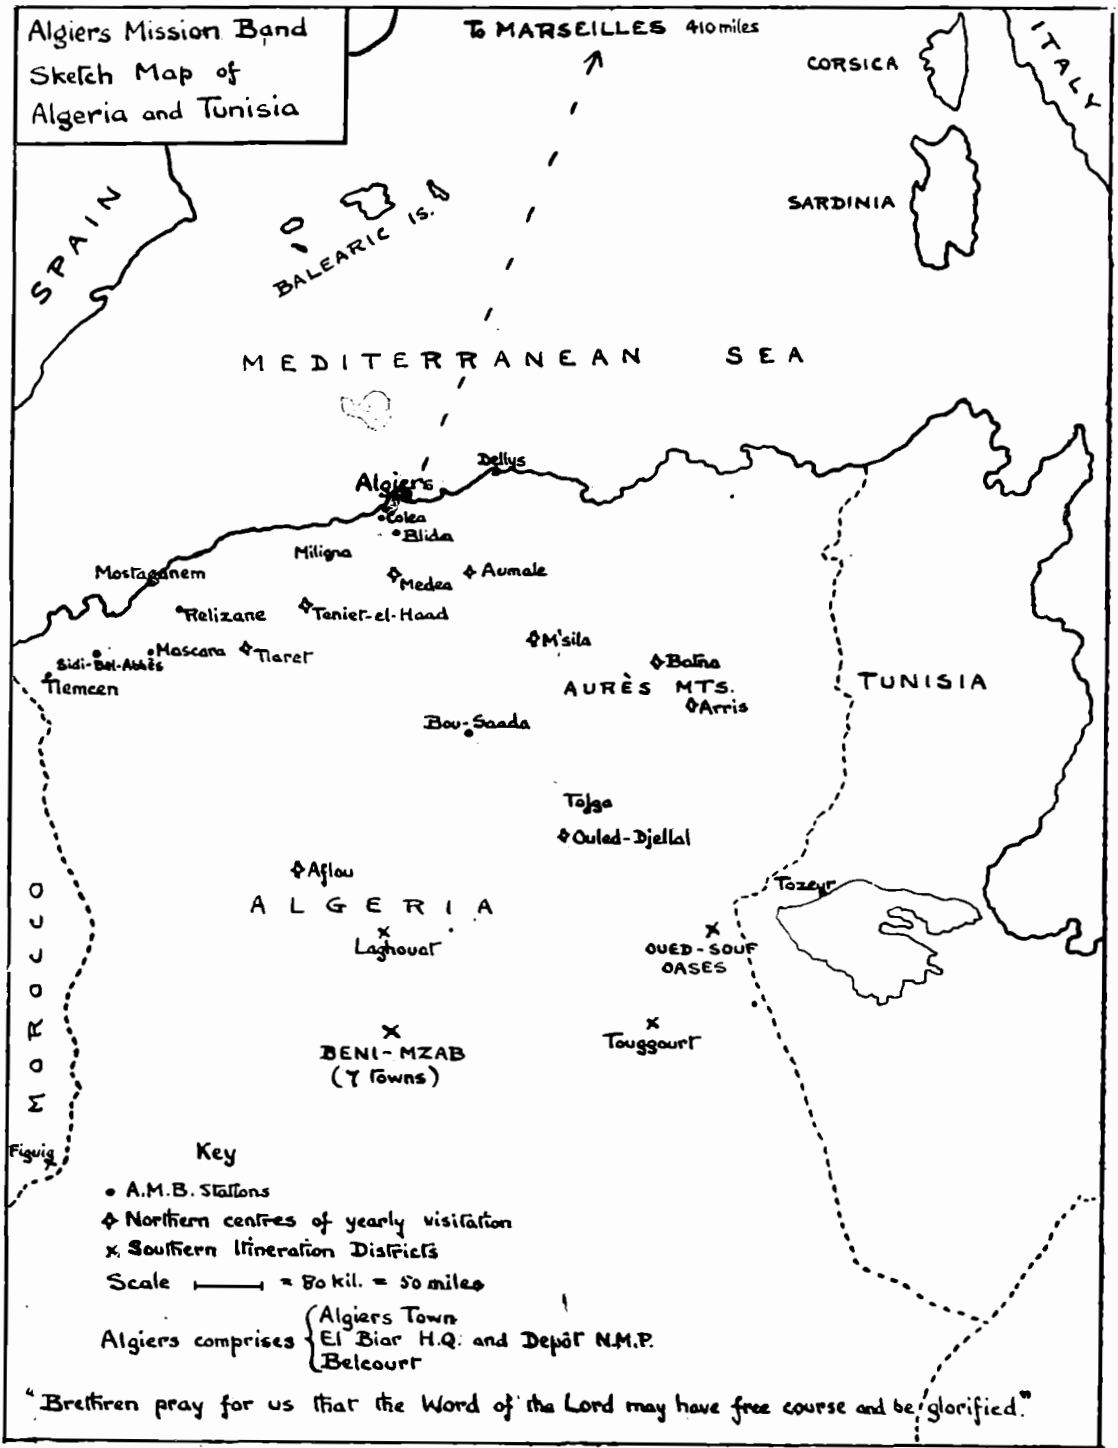 Algiers Mission Band
Sketch Map of
Algeria and Tunisia
To MARSEILLES 410 miles
CORSICA
ITALY
SPAIN
SARDINIA
BALEARIC IS.
MEDITERRANEAN SEA
Dellys
Algiers
Colea
Blida
Miligna
Mostaganem
Medea
Aumale
Relizane
Teniet-el-Haad
M'sila
Mascara
Tiaret
Sidi-Bel-Abbès
Batna
Tlemcen
AURÈS MTS.
TUNISIA
Arris
Bou-Saada
Tolga
Ouled-Djellal
Aflou
Tozeur
ALGERIA
MOROCCO
Laghouat
OUED-SOUF
OASES
Touggourt
BENI-MZAB
(7 Towns)
Figuig
Key
A.M.B. Stations
Northern centres of yearly visitation
Southern Itineration Districts
Scale = 80 kil. = 50 miles
Algiers comprises
Algiers Town
El Biar H.Q. and Depôt N.M.P.
Belcourt
"Brethren pray for us that the Word of the Lord may have free course and be glorified."